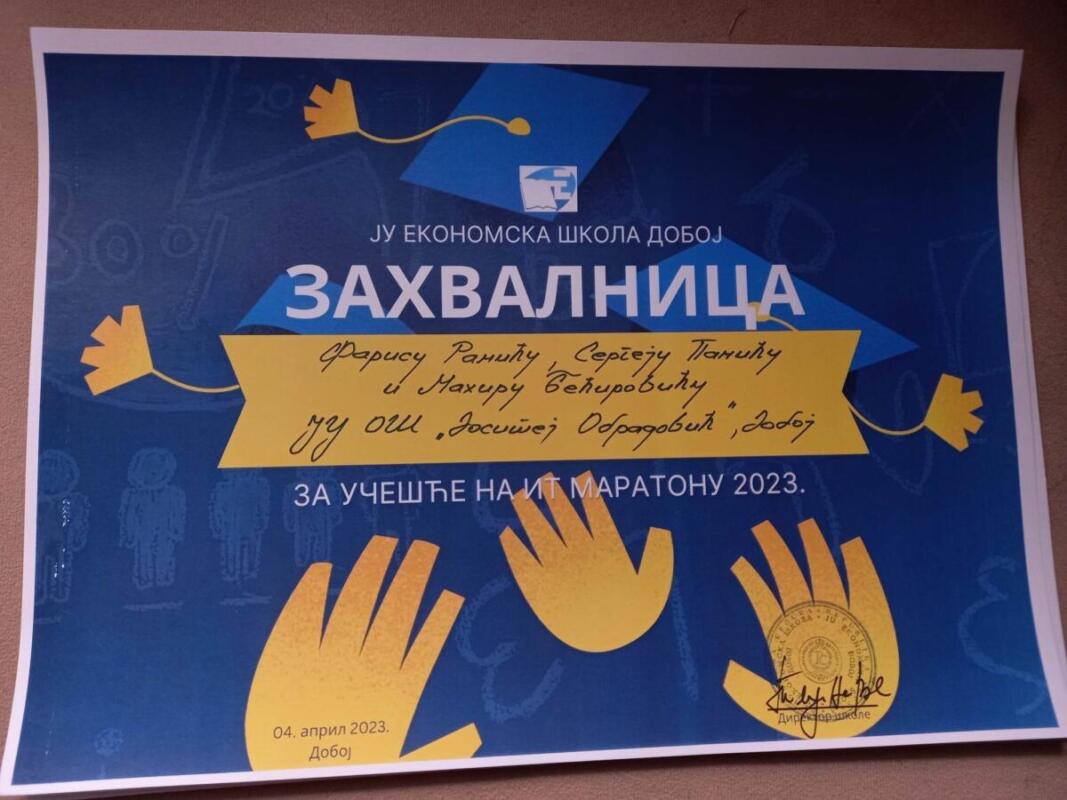 ЈУ ЕКОНОМСКА ШКОЛА ДОБОЈ
ЗАХВАЛНИЦА
Фарису Рамићу, Сергеју Панићу
и Махиру Бећировићу
ЈУ ОШ „Доситеј Обрадовић", Добој
ЗА УЧЕШЋЕ НА ИТ МАРАТОНУ 2023.
04. април 2023.
Добој
Директор школе